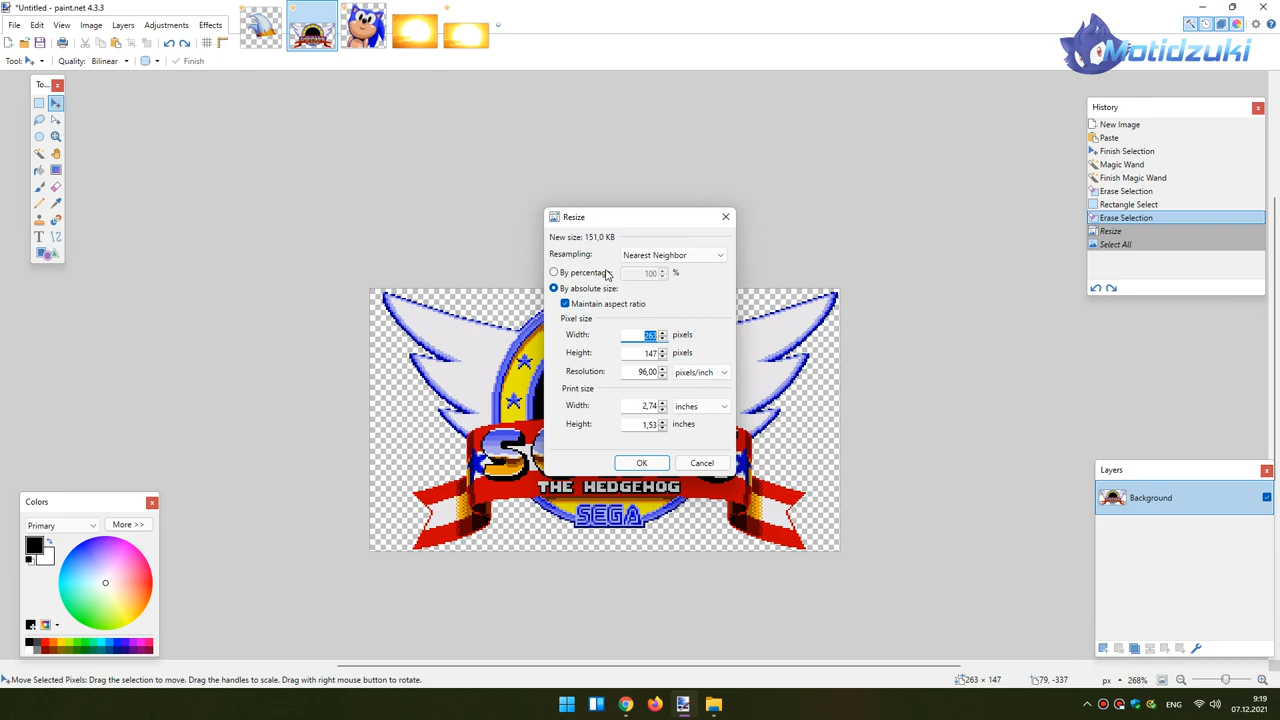 *Untitled - paint.net 4.3.3
File Edit View Image Layers Adjustments Effects
Motidzuki
Tool: Quality: Bilinear Finish
To...
History
New Image
Paste
Finish Selection
Magic Wand
Finish Magic Wand
Erase Selection
Rectangle Select
Erase Selection
Resize
Select All
Resize
New size: 151,0 KB
Resampling: Nearest Neighbor
By percentage: 100 %
By absolute size:
Maintain aspect ratio
Pixel size
Width: 263 pixels
Height: 147 pixels
Resolution: 96,00 pixels/inch
Print size
Width: 2,74 inches
Height: 1,53 inches
OK Cancel
THE HEDGEHOG
SEGA
Layers
Background
Colors
Primary More >>
Move Selected Pixels: Drag the selection to move. Drag the handles to scale. Drag with right mouse button to rotate.
263 × 147 79, -337 px 268%
ENG 9:19
07.12.2021